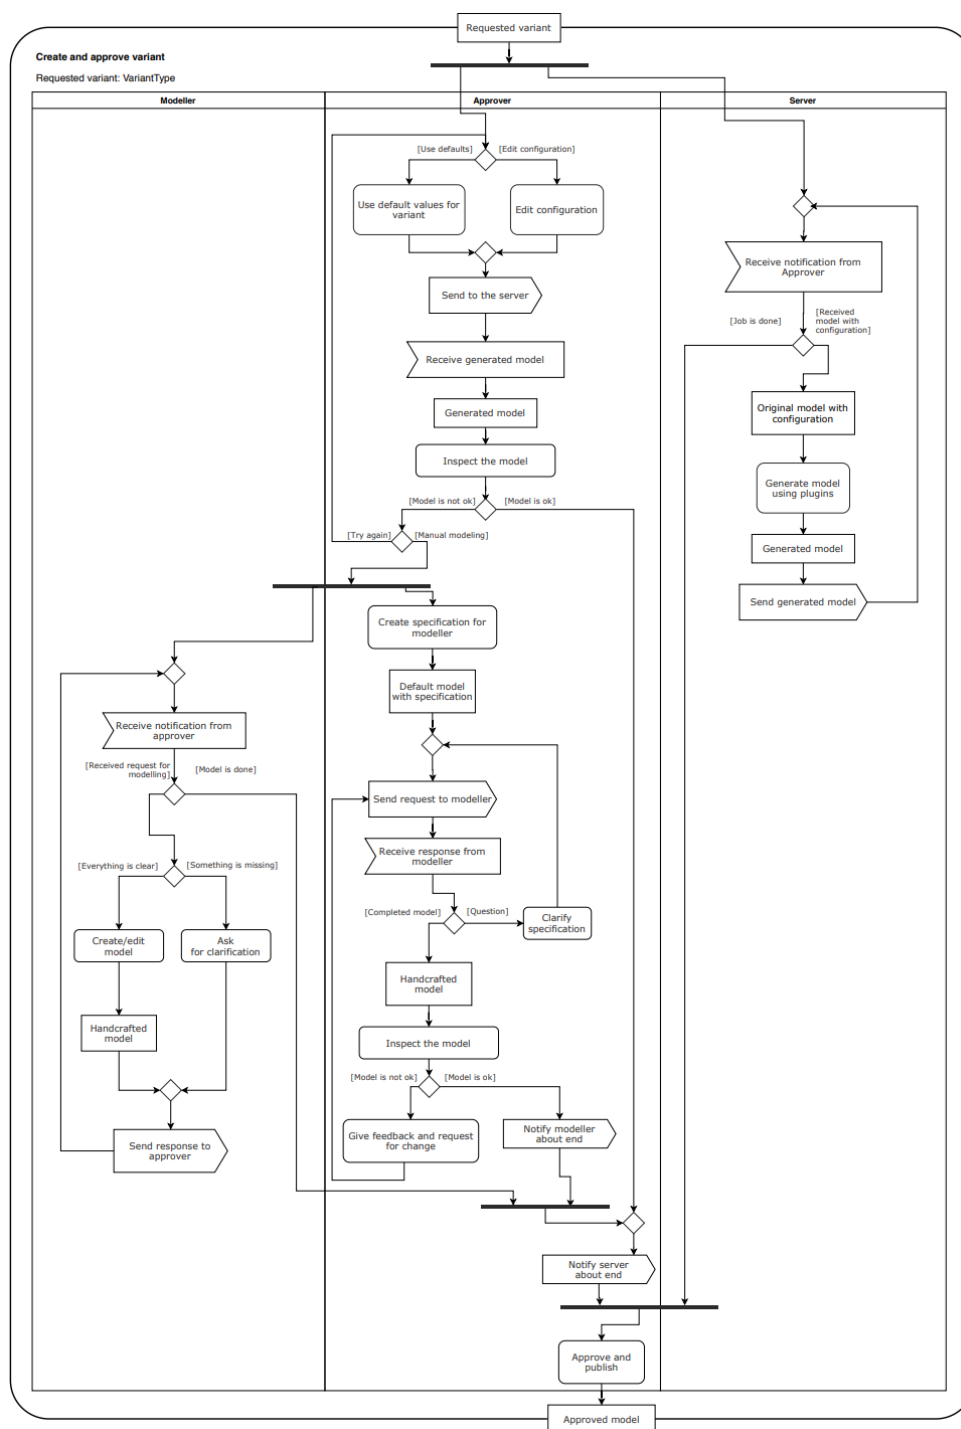 Requested variant
Create and approve variant
Requested variant: VariantType
Modeller
Approver
Server
[Use defaults]
[Edit configuration]
Use default values for
variant
Edit configuration
Send to the server
Receive generated model
Generated model
Inspect the model
[Model is not ok]
[Model is ok]
[Try again]
[Manual modeling]
Receive notification from
Approver
[Job is done]
[Received
model with
configuration]
Original model with
configuration
Generate model
using plugins
Generated model
Send generated model
Create specification for
modeller
Default model
with specification
Send request to modeller
Receive response from
modeller
[Completed model]
[Question]
Clarify
specification
Handcrafted
model
Inspect the model
[Model is not ok]
[Model is ok]
Give feedback and request
for change
Notify modeller
about end
Receive notification from
approver
[Received request for
modelling]
[Model is done]
[Everything is clear]
[Something is missing]
Create/edit
model
Ask
for clarification
Handcrafted
model
Send response to
approver
Notify server
about end
Approve and
publish
Approved model